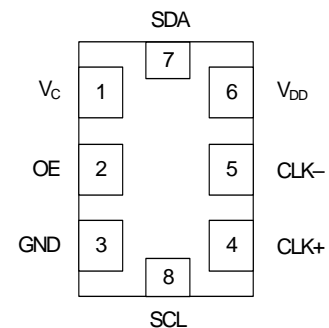 SDA
7
V_C 1 6 V_DD
OE 2 5 CLK–
GND 3 4 CLK+
8
SCL